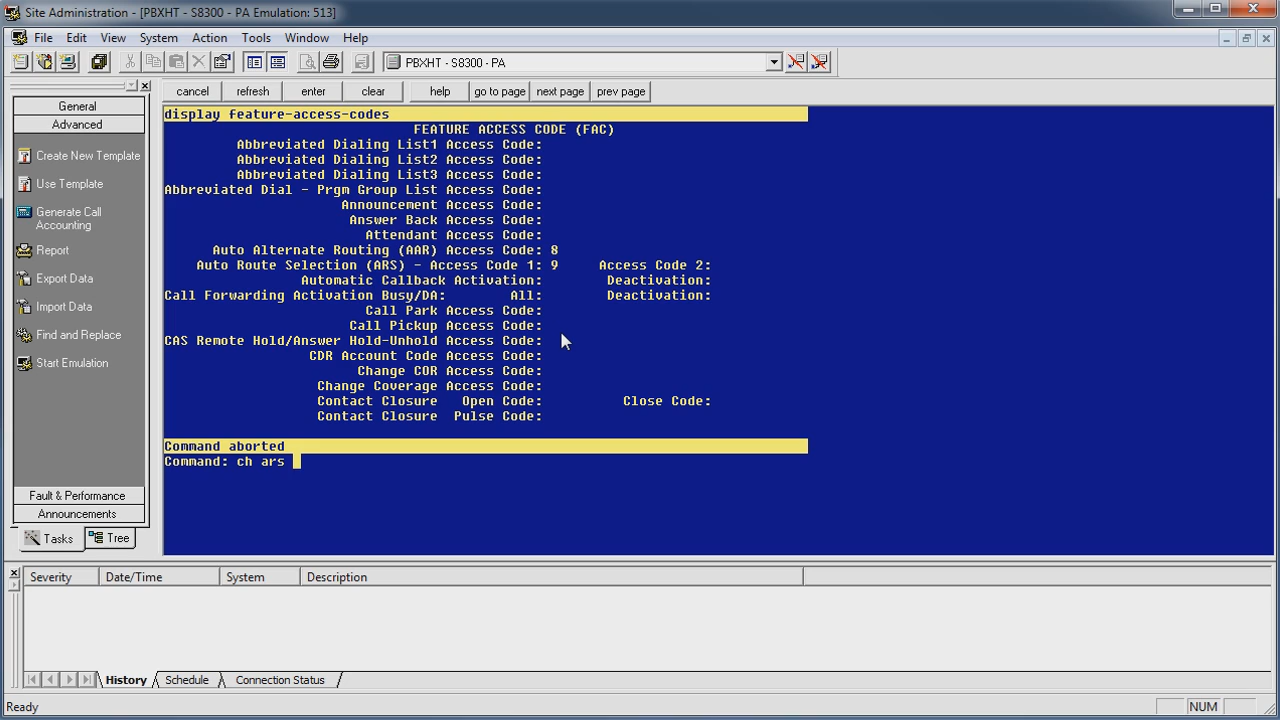 Site Administration - [PBXHT - S8300 - PA Emulation: 513]
File Edit View System Action Tools Window Help
PBXHT - S8300 - PA
cancel refresh enter clear help go to page next page prev page
General
Advanced
Create New Template
Use Template
Generate Call
Accounting
Report
Export Data
Import Data
Find and Replace
Start Emulation
Fault & Performance
Announcements
Tasks Tree
display feature-access-codes
FEATURE ACCESS CODE (FAC)
Abbreviated Dialing List1 Access Code:
Abbreviated Dialing List2 Access Code:
Abbreviated Dialing List3 Access Code:
Abbreviated Dial - Prgm Group List Access Code:
Announcement Access Code:
Answer Back Access Code:
Attendant Access Code:
Auto Alternate Routing (AAR) Access Code: 8
Auto Route Selection (ARS) - Access Code 1: 9 Access Code 2:
Automatic Callback Activation: Deactivation:
Call Forwarding Activation Busy/DA: All: Deactivation:
Call Park Access Code:
Call Pickup Access Code:
CAS Remote Hold/Answer Hold-Unhold Access Code:
CDR Account Code Access Code:
Change COR Access Code:
Change Coverage Access Code:
Contact Closure Open Code: Close Code:
Contact Closure Pulse Code:
Command aborted
Command: ch ars
Severity Date/Time System Description
History Schedule Connection Status
Ready NUM